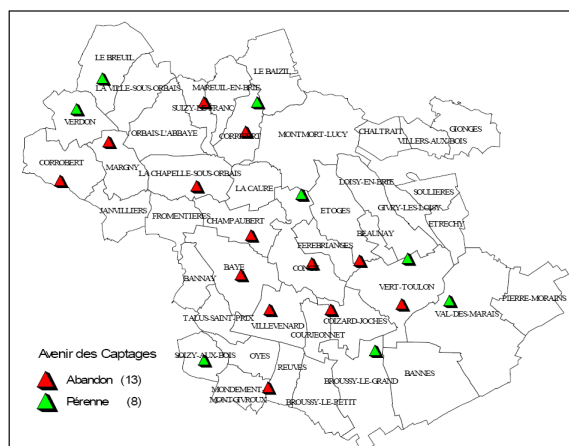 LE BREUIL
LE BAIZIL
LA VILLE-SOUS-ORBAIS
MAREUIL-EN-BRIE
SUIZY-LE-FRANC
VERDON
ORBAIS-L'ABBAYE
CORRIBERT
MONTMORT-LUCY
CHALTRAIT
GIONGES
VILLERS-AUX-BOIS
CORROBERT
MARGNY
LA CHAPELLE-SOUS-ORBAIS
LA CAURE
LOISY-EN-BRIE
SOULIERES
JANVILLIERS
FROMENTIERES
ETOGES
GIVRY-LES-LOISY
CHAMPAUBERT
ETRECHY
BEAUNAY
FEREBRIANGES
BANNAY
BAYE
CONGY
VERT-TOULON
PIERRE-MORAINS
TALUS-SAINT-PRIX
VILLEVENARD
COIZARD-JOCHES
VAL-DES-MARAIS
COURJEONNET
SOIZY-AUX-BOIS
OYES
REUVES
BROUSSY-LE-GRAND
BANNES
MONDEMENT
MONTGIVROUX
BROUSSY-LE-PETIT
Avenir des Captages
Abandon (13)
Pérenne (8)